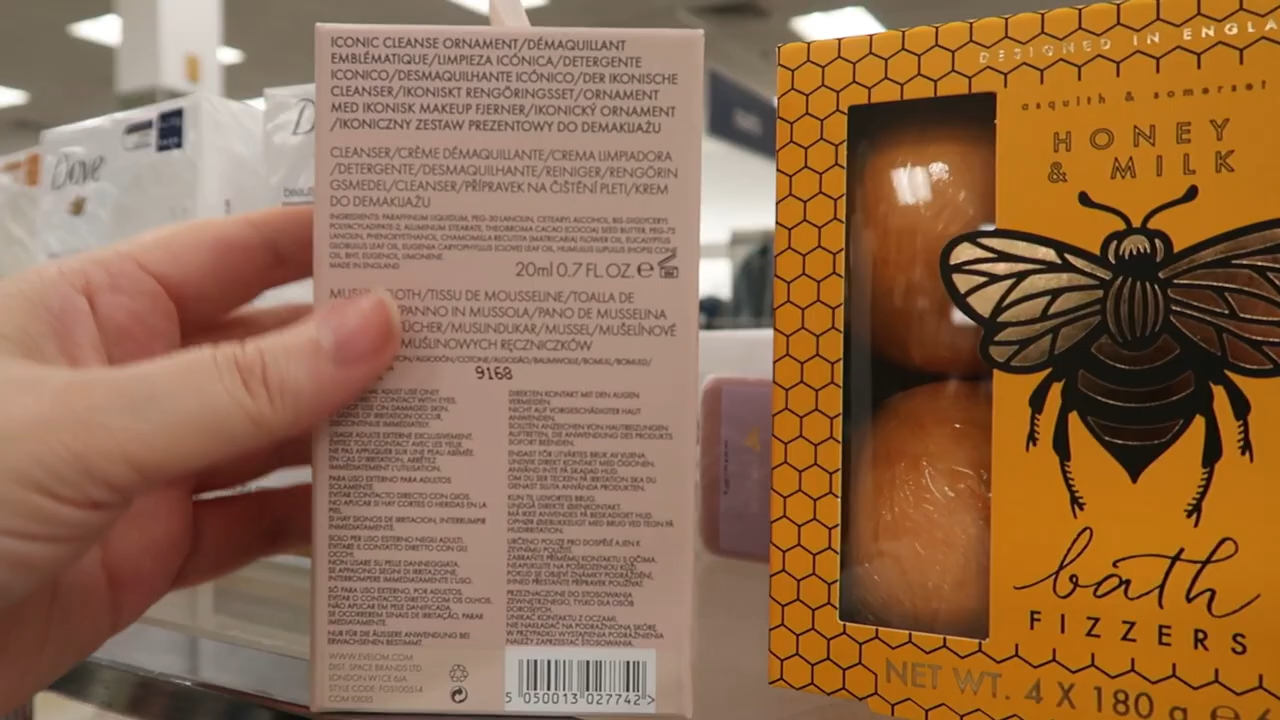 ICONIC CLEANSE ORNAMENT/DÉMAQUILLANT
EMBLÉMATIQUE/LIMPIEZA ICÓNICA/DETERGENTE
ICONICO/DESMAQUILHANTE ICÓNICO/DER IKONISCHE
CLEANSER/IKONISKT RENGÖRINGSSET/ORNAMENT
MED IKONISK MAKEUP FJERNER/IKONICKÝ ORNAMENT
/IKONICZNY ZESTAW PREZENTOWY DO DEMAKIJAŻU
CLEANSER/CRÈME DÉMAQUILLANTE/CREMA LIMPIADORA
/DETERGENTE/DESMAQUILHANTE/REINIGER/RENGÖRIN
GSMEDEL/CLEANSER/PŘÍPRAVEK NA ČIŠTĚNÍ PLETI/KREM
DO DEMAKIJAŻU
INGREDIENTS: PARAFFINUM LIQUIDUM, PEG-30 LANOLIN, CETEARYL ALCOHOL, BIS-DIGLYCERYL
POLYACYLADIPATE-2, ALUMINUM STEARATE, THEOBROMA CACAO (COCOA) SEED BUTTER, PEG-75
LANOLIN, PHENOXYETHANOL, CHAMOMILLA RECUTITA (MATRICARIA) FLOWER OIL, EUCALYPTUS
GLOBULUS LEAF OIL, EUGENIA CARYOPHYLLUS (CLOVE) LEAF OIL, HUMULUS LUPULUS (HOPS) CONE
OIL, BHT, EUGENOL, LIMONENE.
MADE IN ENGLAND
20ml 0.7 FL.OZ. e
/TISSU DE MOUSSELINE/TOALLA DE
/PANNO IN MUSSOLA/PANO DE MUSSELINA
/MUSLINDUKAR/MUSSEL/MUŠELÍNOVÉ
MUŚLINOWYCH RĘCZNICZKÓW
/ALGODÓN/COTONE/ALGODÃO/BAUMWOLLE/BOMULL/BOMULD/
9168
ADULT USE ONLY
CONTACT WITH EYES.
USE ON DAMAGED SKIN.
OF IRRITATION OCCUR,
DISCONTINUE IMMEDIATELY.
USAGE ADULTE EXTERNE EXCLUSIVEMENT.
ÉVITEZ TOUT CONTACT AVEC LES YEUX.
NE PAS APPLIQUER SUR UNE PEAU ABÎMÉE.
EN CAS D'IRRITATION, ARRÊTEZ
IMMÉDIATEMENT L'UTILISATION.
PARA USO EXTERNO PARA ADULTOS
SOLAMENTE.
EVITAR CONTACTO DIRECTO CON OJOS.
NO APLICAR SI HAY CORTES O HERIDAS EN LA
PIEL.
SI HAY SIGNOS DE IRRITACION, INTERRUMPIR
INMEDIATAMENTE.
SOLO PER USO ESTERNO NEGLI ADULTI.
EVITARE IL CONTATTO DIRETTO CON GLI
OCCHI.
NON USARE SU PELLE DANNEGGIATA.
SE APPAIONO SEGNI DI IRRITAZIONE,
INTERROMPERE IMMEDIATAMENTE L'USO.
SÓ PARA USO EXTERNO, POR ADULTOS.
EVITAR O CONTACTO DIRETO COM OS OLHOS.
NÃO APLICAR EM PELE DANIFICADA.
SE OCORREREM SINAIS DE IRRITAÇÃO, PARAR
IMEDIATAMENTE.
NUR FÜR DIE ÄUSSERE ANWENDUNG BEI
ERWACHSENEN BESTIMMT.
DIREKTEN KONTAKT MIT DEN AUGEN
VERMEIDEN.
NICHT AUF VORGESCHÄDIGTER HAUT
ANWENDEN.
SOLLTEN ANZEICHEN VON HAUTREIZUNGEN
AUFTRETEN, DIE ANWENDUNG DES PRODUKTS
SOFORT BEENDEN.
ENDAST FÖR UTVÄRTES BRUK AV VUXNA.
UNDVIK DIREKT KONTAKT MED ÖGONEN.
ANVÄND INTE PÅ SKADAD HUD.
OM DU SER TECKEN PÅ IRRITATION SKA DU
GENAST SLUTA ANVÄNDA PRODUKTEN.
KUN TIL UDVORTES BRUG.
UNDGÅ DIREKTE ØJENKONTAKT.
MÅ IKKE ANVENDES PÅ BESKADIGET HUD.
OPHØR ØJEBLIKKELIGT MED BRUG VED TEGN PÅ
HUDIRRITATION.
URČENO POUZE PRO DOSPĚLÉ A JEN K
ZEVNÍMU POUŽITÍ.
ZABRAŇTE PŘÍMÉMU KONTAKTU S OČIMA.
NEAPLIKUJTE NA POŠKOZENOU KŮŽI.
POKUD SE OBJEVÍ ZNÁMKY PODRÁŽDĚNÍ,
IHNED PŘESTAŇTE PŘÍPRAVEK POUŽÍVAT.
PRZEZNACZONE DO STOSOWANIA
ZEWNĘTRZNEGO, TYLKO DLA OSÓB
DOROSŁYCH.
UNIKAĆ KONTAKTU Z OCZAMI.
NIE NAKŁADAĆ NA PODRAŻNIONĄ SKÓRĘ.
W PRZYPADKU WYSTĄPIENIA PODRAŻNIENIA
NALEŻY ZAPRZESTAĆ STOSOWANIA.
WWW.EVELOM.COM
DIST. SPACE BRANDS LTD.
LONDON W1CE 6JA
STYLE CODE: FGS100514
5 050013 027742 >
DESIGNED IN ENGLA
asquith & somerset
HONEY
& MILK
bath
FIZZERS
NET WT. 4 X 180 g e
Dove
D